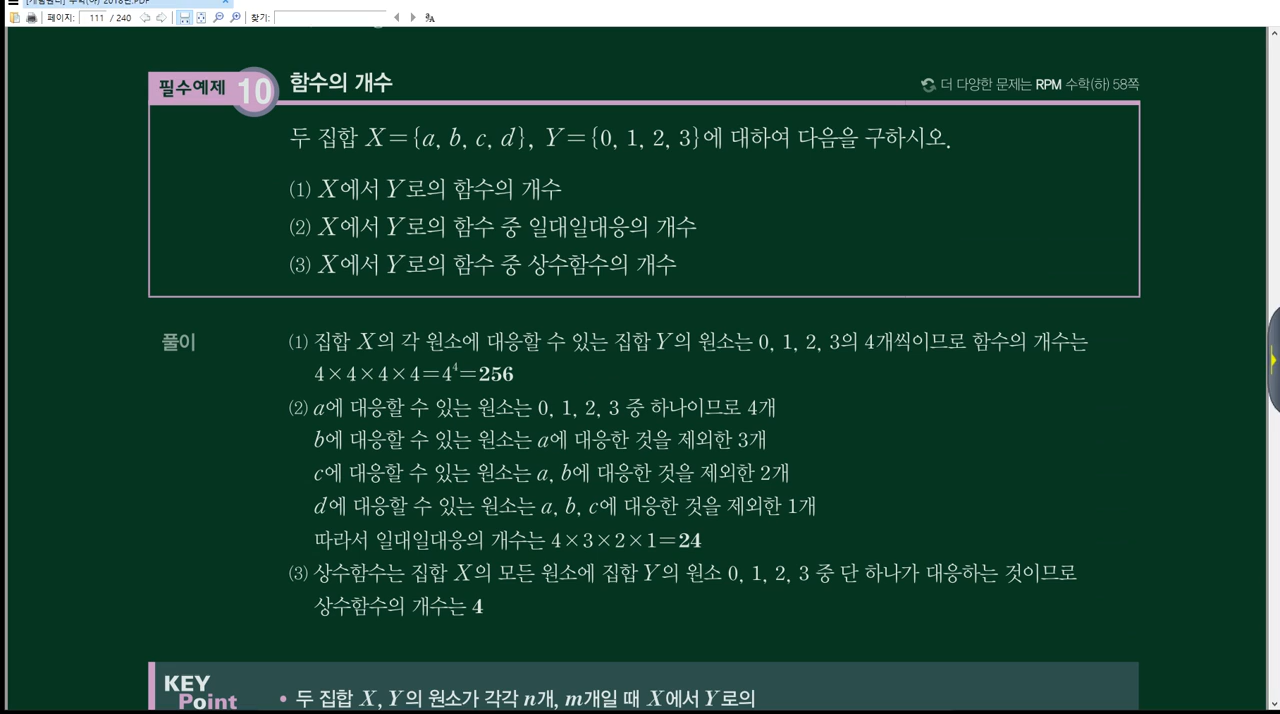 [개념원리] 수학(하) 2018년.PDF ×
페이지: 111 / 240 찾기:
필수예제 10 함수의 개수 더 다양한 문제는 RPM 수학(하) 58쪽
두 집합 X={a, b, c, d}, Y={0, 1, 2, 3}에 대하여 다음을 구하시오.
⑴ X에서 Y로의 함수의 개수
⑵ X에서 Y로의 함수 중 일대일대응의 개수
⑶ X에서 Y로의 함수 중 상수함수의 개수
풀이 ⑴ 집합 X의 각 원소에 대응할 수 있는 집합 Y의 원소는 0, 1, 2, 3의 4개씩이므로 함수의 개수는
4×4×4×4=4⁴=256
⑵ a에 대응할 수 있는 원소는 0, 1, 2, 3 중 하나이므로 4개
b에 대응할 수 있는 원소는 a에 대응한 것을 제외한 3개
c에 대응할 수 있는 원소는 a, b에 대응한 것을 제외한 2개
d에 대응할 수 있는 원소는 a, b, c에 대응한 것을 제외한 1개
따라서 일대일대응의 개수는 4×3×2×1=24
⑶ 상수함수는 집합 X의 모든 원소에 집합 Y의 원소 0, 1, 2, 3 중 단 하나가 대응하는 것이므로
상수함수의 개수는 4
KEY Point
• 두 집합 X, Y의 원소가 각각 n개, m개일 때 X에서 Y로의